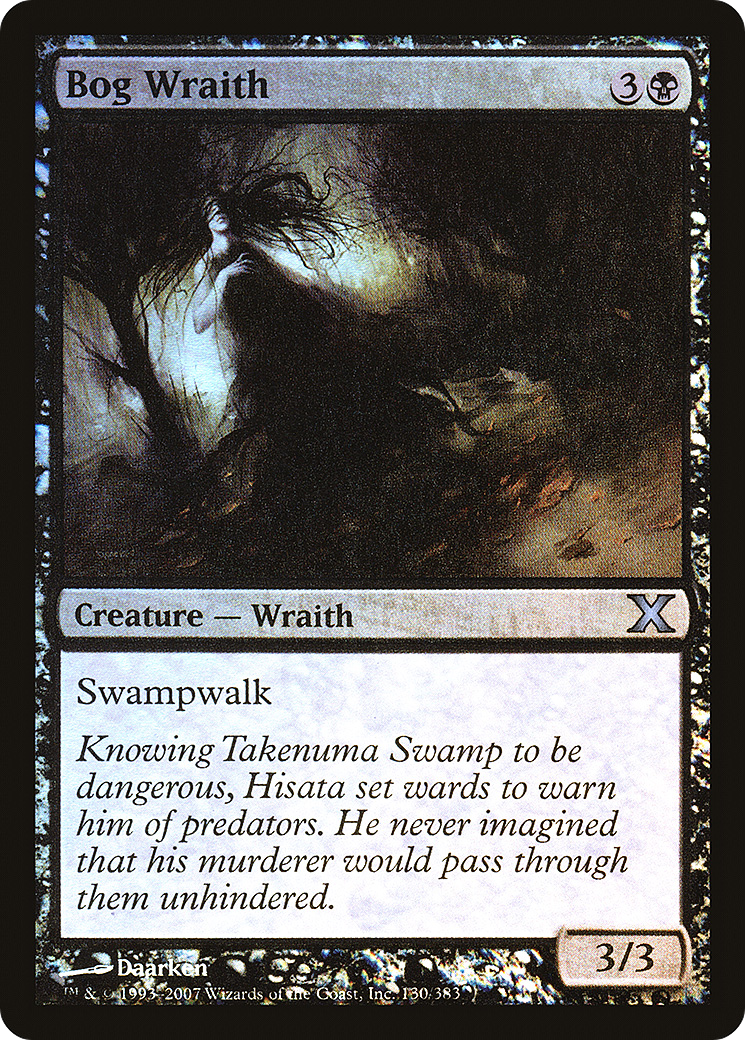 Bog Wraith 3
Creature — Wraith X
Swampwalk
Knowing Takenuma Swamp to be
dangerous, Hisata set wards to warn
him of predators. He never imagined
that his murderer would pass through
them unhindered.
3/3
Daarken
™ & © 1993–2007 Wizards of the Coast, Inc. 130/383